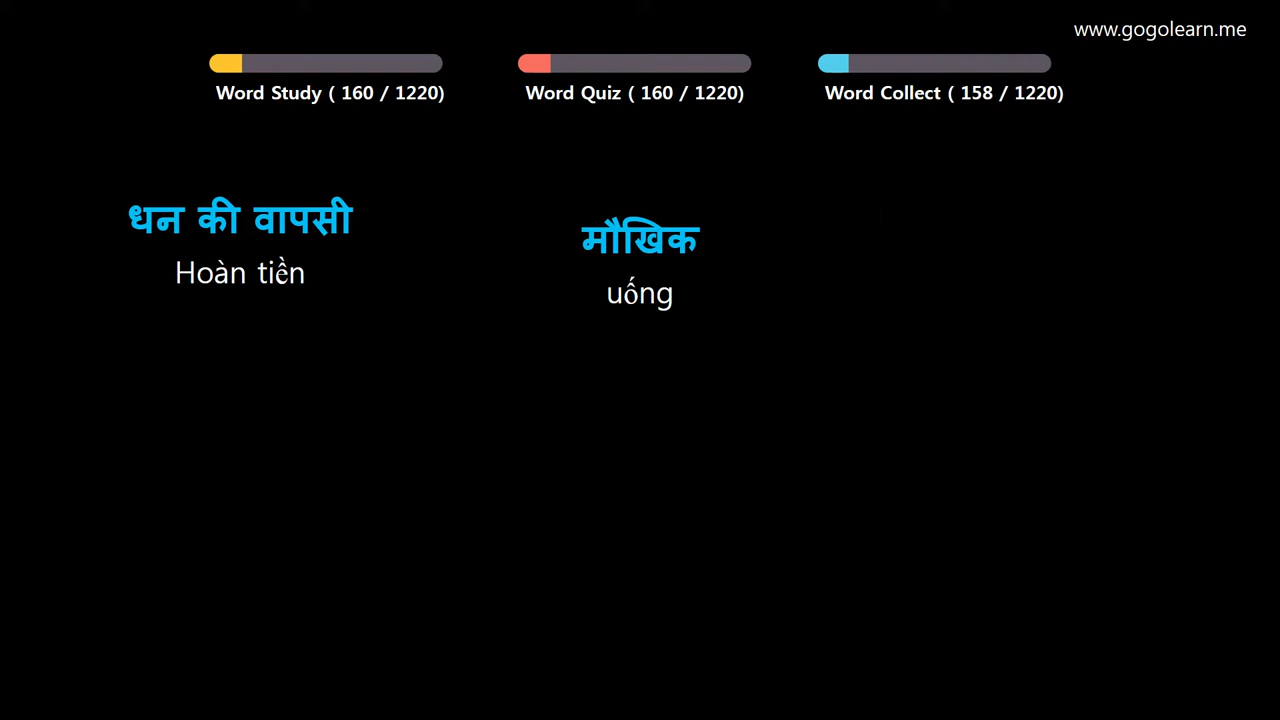 www.gogolearn.me
Word Study ( 160 / 1220)
Word Quiz ( 160 / 1220)
Word Collect ( 158 / 1220)
धन की वापसी
Hoàn tiền
मौखिक
uống